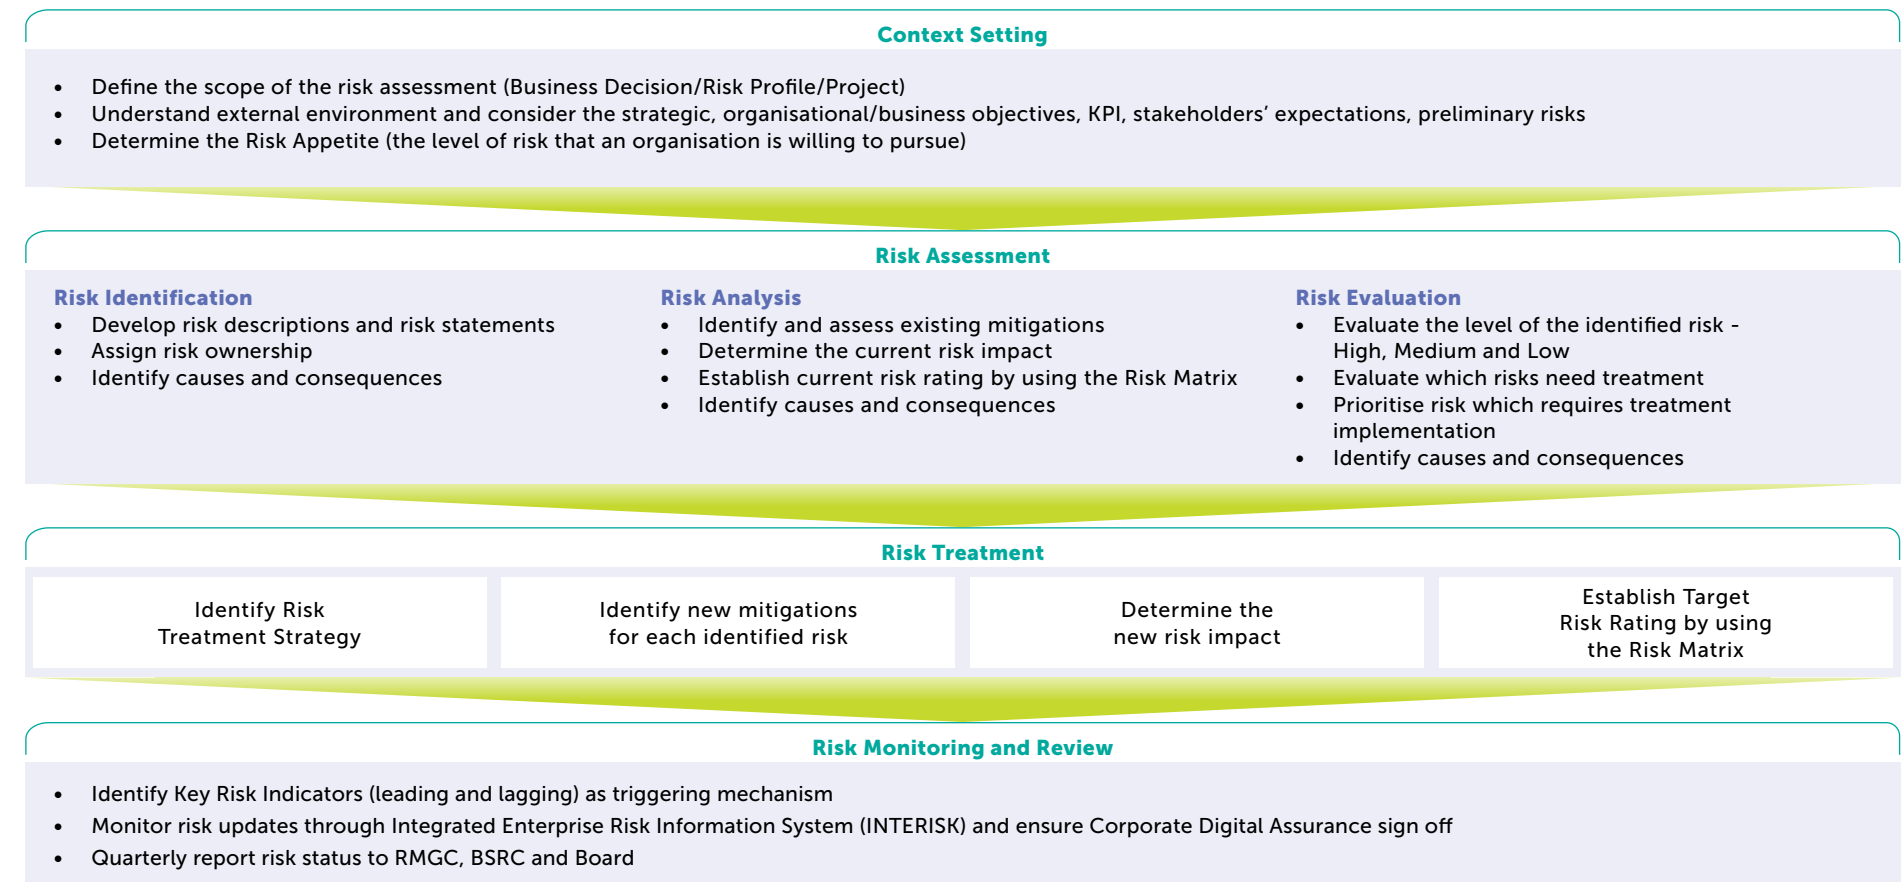 Context Setting
• Define the scope of the risk assessment (Business Decision/Risk Profile/Project)
• Understand external environment and consider the strategic, organisational/business objectives, KPI, stakeholders’ expectations, preliminary risks
• Determine the Risk Appetite (the level of risk that an organisation is willing to pursue)
Risk Assessment
Risk Identification
• Develop risk descriptions and risk statements
• Assign risk ownership
• Identify causes and consequences
Risk Analysis
• Identify and assess existing mitigations
• Determine the current risk impact
• Establish current risk rating by using the Risk Matrix
• Identify causes and consequences
Risk Evaluation
• Evaluate the level of the identified risk -
High, Medium and Low
• Evaluate which risks need treatment
• Prioritise risk which requires treatment
implementation
• Identify causes and consequences
Risk Treatment
Identify Risk
Treatment Strategy
Identify new mitigations
for each identified risk
Determine the
new risk impact
Establish Target
Risk Rating by using
the Risk Matrix
Risk Monitoring and Review
• Identify Key Risk Indicators (leading and lagging) as triggering mechanism
• Monitor risk updates through Integrated Enterprise Risk Information System (INTERISK) and ensure Corporate Digital Assurance sign off
• Quarterly report risk status to RMGC, BSRC and Board